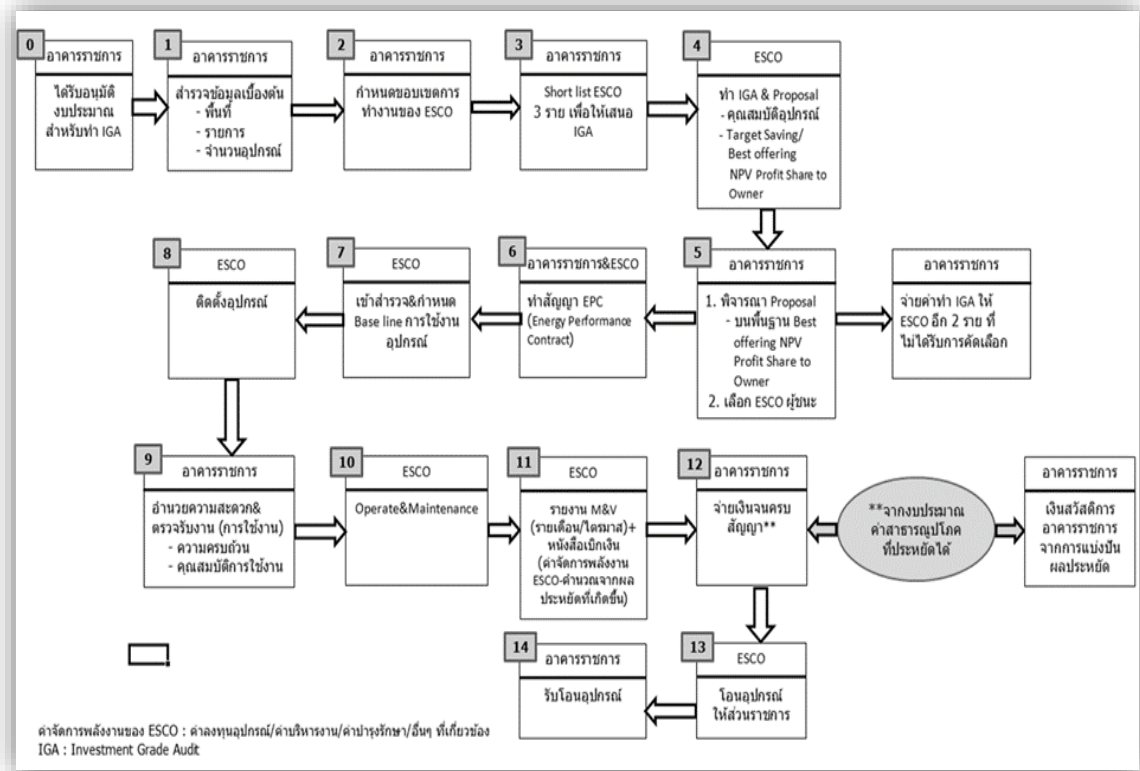 0
อาคารราชการ
ได้รับอนุมัติ
งบประมาณ
สำหรับทำ IGA
1
อาคารราชการ
สำรวจข้อมูลเบื้องต้น
- พื้นที่
- รายการ
- จำนวนอุปกรณ์
2
อาคารราชการ
กำหนดขอบเขตการ
ทำงานของ ESCO
3
อาคารราชการ
Short list ESCO
3 ราย เพื่อให้เสนอ
IGA
4
ESCO
ทำ IGA & Proposal
- คุณสมบัติอุปกรณ์
- Target Saving/
Best offering
NPV Profit Share to
Owner
5
อาคารราชการ
1. พิจารณา Proposal
- บนพื้นฐาน Best
offering NPV
Profit Share to
Owner
2. เลือก ESCO ผู้ชนะ
อาคารราชการ
จ่ายค่าทำ IGA ให้
ESCO อีก 2 ราย ที่
ไม่ได้รับการคัดเลือก
6
อาคารราชการ&ESCO
ทำสัญญา EPC
(Energy Performance
Contract)
7
ESCO
เข้าสำรวจ&กำหนด
Base line การใช้งาน
อุปกรณ์
8
ESCO
ติดตั้งอุปกรณ์
9
อาคารราชการ
อำนวยความสะดวก&
ตรวจรับงาน (การใช้งาน)
- ความครบถ้วน
- คุณสมบัติการใช้งาน
10
ESCO
Operate&Maintenance
11
ESCO
รายงาน M&V
(รายเดือน/ไตรมาส)+
หนังสือเบิกเงิน
(ค่าจัดการพลังงาน
ESCO-คำนวณจากผล
ประหยัดที่เกิดขึ้น)
12
อาคารราชการ
จ่ายเงินจนครบ
สัญญา**
**จากงบประมาณ
ค่าสาธารณูปโภค
ที่ประหยัดได้
อาคารราชการ
เงินสวัสดิการ
อาคารราชการ
จากการแบ่งปัน
ผลประหยัด
13
ESCO
โอนอุปกรณ์
ให้ส่วนราชการ
14
อาคารราชการ
รับโอนอุปกรณ์
ค่าจัดการพลังงานของ ESCO : ค่าลงทุนอุปกรณ์/ค่าบริหารงาน/ค่าบำรุงรักษา/อื่นๆ ที่เกี่ยวข้อง
IGA : Investment Grade Audit